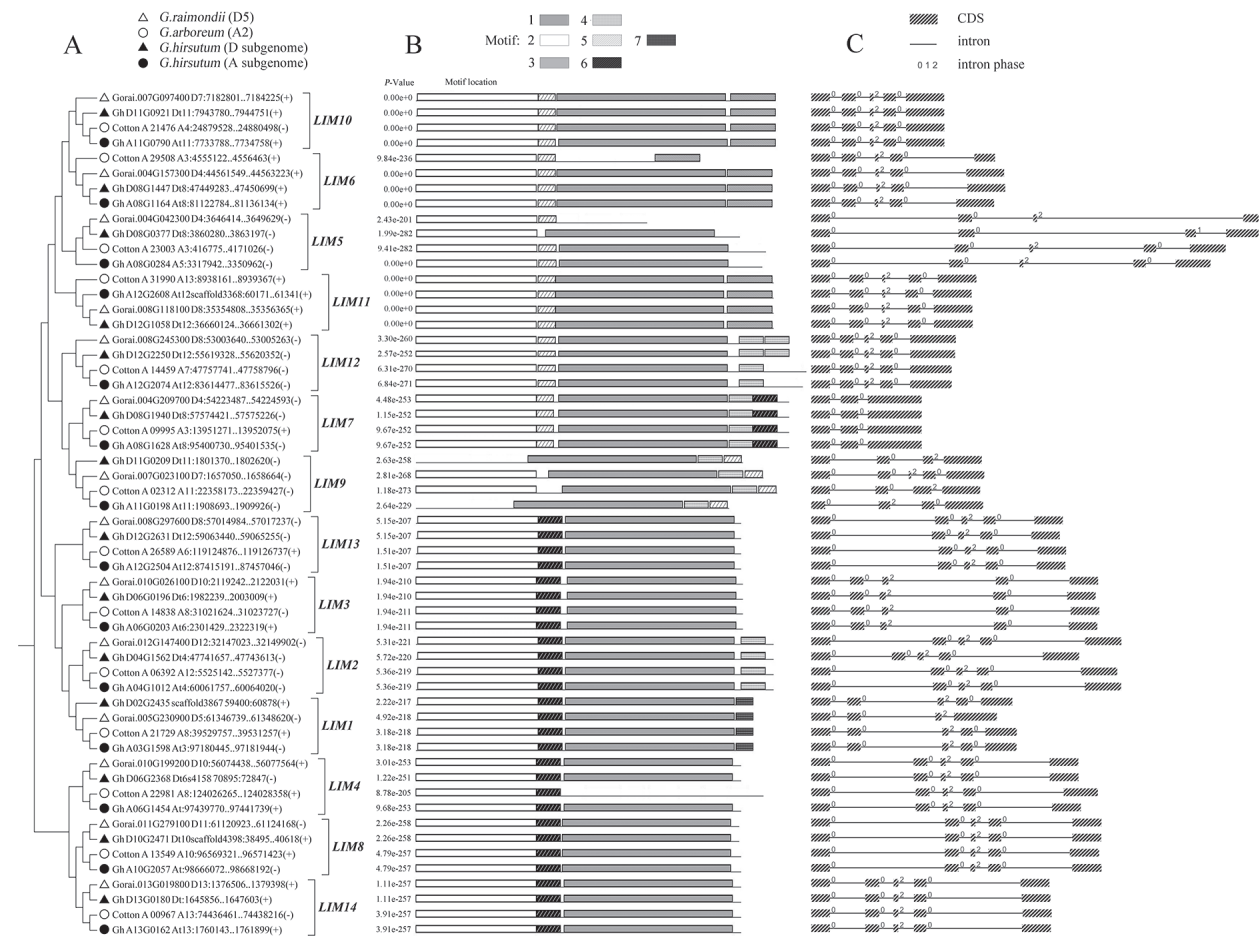 A
G.raimondii (D5)
G.arboreum (A2)
G.hirsutum (D subgenome)
G.hirsutum (A subgenome)
B
Motif:
1
2
3
4
5
6
7
C
CDS
intron
0 1 2 intron phase
P-Value Motif location
Gorai.007G097400 D7:7182801..7184225(+) 0.00e+0
Gh D11G0921 Dt11:7943780..7944751(+) 0.00e+0
Cotton A 21476 A4:24879528..24880498(-) 0.00e+0
Gh A11G0790 At11:7733788..7734758(+) 0.00e+0
LIM10
Cotton A 29508 A3:4555122..4556463(+) 9.84e-236
Gorai.004G157300 D4:44561549..44563223(+) 0.00e+0
Gh D08G1447 Dt8:47449283..47450699(+) 0.00e+0
Gh A08G1164 At8:81122784..81136134(+) 0.00e+0
LIM6
Gorai.004G042300 D4:3646414..3649629(-) 2.43e-201
Gh D08G0377 Dt8:3860280..3863197(-) 1.99e-282
Cotton A 23003 A3:416775..4171026(-) 9.41e-282
Gh A08G0284 A5:3317942..3350962(-) 0.00e+0
LIM5
Cotton A 31990 A13:8938161..8939367(+) 0.00e+0
Gh A12G2608 At12scaffold3368:60171..61341(+) 0.00e+0
Gorai.008G118100 D8:35354808..35356365(+) 0.00e+0
Gh D12G1058 Dt12:36660124..36661302(+) 0.00e+0
LIM11
Gorai.008G245300 D8:53003640..53005263(-) 3.30e-260
Gh D12G2250 Dt12:55619328..55620352(-) 2.57e-252
Cotton A 14459 A7:47757741..47758796(-) 6.31e-270
Gh A12G2074 At12:83614477..83615526(-) 6.84e-271
LIM12
Gorai.004G209700 D4:54223487..54224593(-) 4.48e-253
Gh D08G1940 Dt8:57574421..57575226(-) 1.15e-252
Cotton A 09995 A3:13951271..13952075(+) 9.67e-252
Gh A08G1628 At8:95400730..95401535(-) 9.67e-252
LIM7
Gh D11G0209 Dt11:1801370..1802620(-) 2.63e-258
Gorai.007G023100 D7:1657050..1658664(-) 2.81e-268
Cotton A 02312 A11:22358173..22359427(-) 1.18e-273
Gh A11G0198 At11:1908693..1909926(-) 2.64e-229
LIM9
Gorai.008G297600 D8:57014984..57017237(-) 5.15e-207
Gh D12G2631 Dt12:59063440..59065255(-) 5.15e-207
Cotton A 26589 A6:119124876..119126737(+) 1.51e-207
Gh A12G2504 At12:87415191..87457046(-) 1.51e-207
LIM13
Gorai.010G026100 D10:2119242..2122031(+) 1.94e-210
Gh D06G0196 Dt6:1982239..2003009(+) 1.94e-210
Cotton A 14838 A8:31021624..31023727(-) 1.94e-211
Gh A06G0203 At6:2301429..2322319(+) 1.94e-211
LIM3
Gorai.012G147400 D12:32147023..32149902(-) 5.31e-221
Gh D04G1562 Dt4:47741657..47743613(-) 5.72e-220
Cotton A 06392 A12:5525142..5527377(-) 5.36e-219
Gh A04G1012 At4:60061757..60064020(-) 5.36e-219
LIM2
Gh D02G2435 scaffold3867 59400:60878(+) 2.22e-217
Gorai.005G230900 D5:61346739..61348620(-) 4.92e-218
Cotton A 21729 A8:39529757..39531257(+) 3.18e-218
Gh A03G1598 At3:97180445..97181944(-) 3.18e-218
LIM1
Gorai.010G199200 D10:56074438..56077564(+) 3.01e-253
Gh D06G2368 Dt6s4158 70895:72847(-) 1.22e-251
Cotton A 22981 A8:124026265..124028358(+) 8.78e-205
Gh A06G1454 At:97439770..97441739(+) 9.68e-253
LIM4
Gorai.011G279100 D11:61120923..61124168(-) 2.26e-258
Gh D10G2471 Dt10scaffold4398:38495..40618(+) 2.26e-258
Cotton A 13549 A10:96569321..96571423(+) 4.79e-257
Gh A10G2057 At:98666072..98668192(-) 4.79e-257
LIM8
Gorai.013G019800 D13:1376506..1379398(+) 1.11e-257
Gh D13G0180 Dt:1645856..1647603(+) 1.11e-257
Cotton A 00967 A13:74436461..74438216(-) 3.91e-257
Gh A13G0162 At13:1760143..1761899(+) 3.91e-257
LIM14